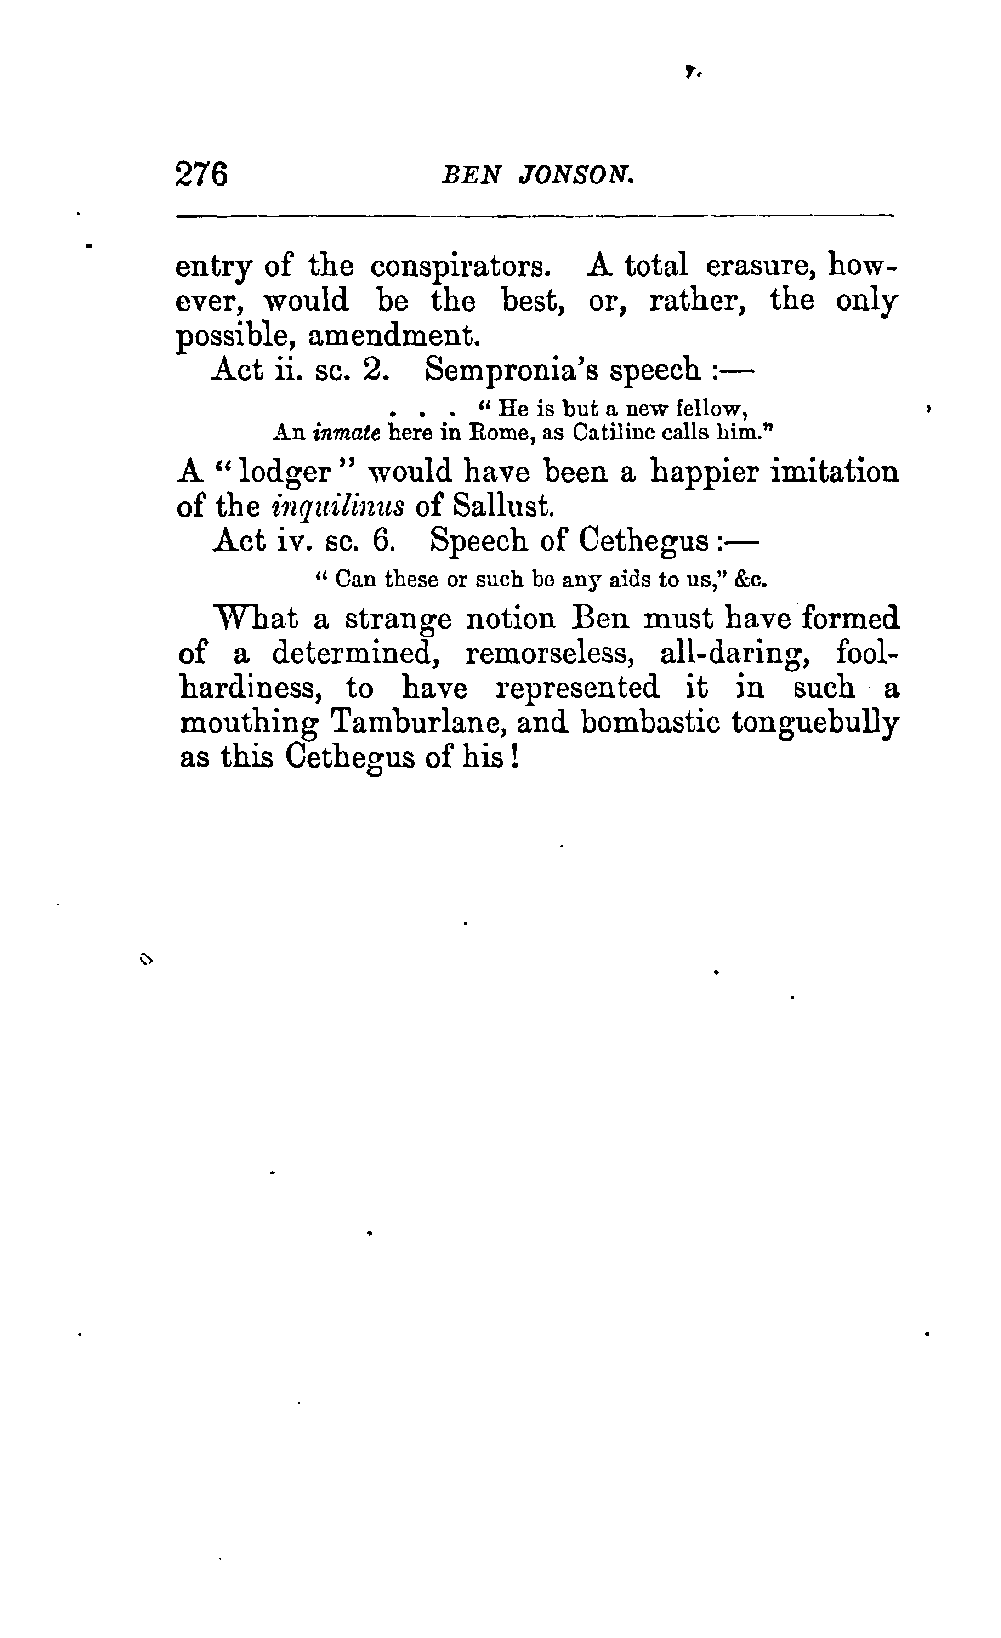 276 BEN JONSON.
entry of the conspirators. A total erasure, how-
ever, would be the best, or, rather, the only
possible, amendment.
Act ii. sc. 2. Sempronia's speech :—
. . . “ He is but a new fellow,
An inmate here in Rome, as Catiline calls him.”
A “ lodger ” would have been a happier imitation
of the inquilinus of Sallust.
Act iv. sc. 6. Speech of Cethegus :—
“ Can these or such be any aids to us,” &c.
What a strange notion Ben must have formed
of a determined, remorseless, all-daring, fool-
hardiness, to have represented it in such a
mouthing Tamburlane, and bombastic tonguebully
as this Cethegus of his !